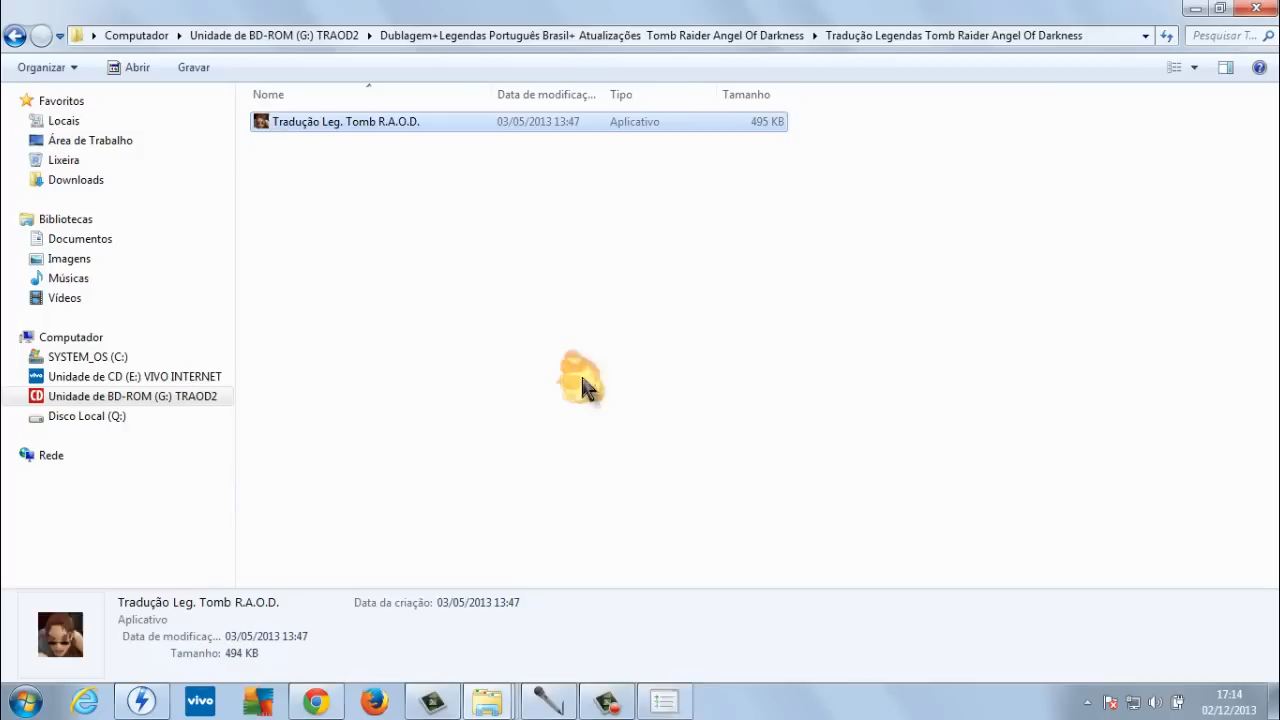 Computador ▸ Unidade de BD-ROM (G:) TRAOD2 ▸ Dublagem+Legendas Português Brasil+ Atualizações Tomb Raider Angel Of Darkness ▸ Tradução Legendas Tomb Raider Angel Of Darkness
Pesquisar T...
Organizar Abrir Gravar
Nome Data de modificaç... Tipo Tamanho
Tradução Leg. Tomb R.A.O.D. 03/05/2013 13:47 Aplicativo 495 KB
Favoritos
Locais
Área de Trabalho
Lixeira
Downloads
Bibliotecas
Documentos
Imagens
Músicas
Vídeos
Computador
SYSTEM_OS (C:)
Unidade de CD (E:) VIVO INTERNET
Unidade de BD-ROM (G:) TRAOD2
Disco Local (Q:)
Rede
Tradução Leg. Tomb R.A.O.D. Data da criação: 03/05/2013 13:47
Aplicativo
Data de modificaç... 03/05/2013 13:47
Tamanho: 494 KB
vivo
17:14
02/12/2013